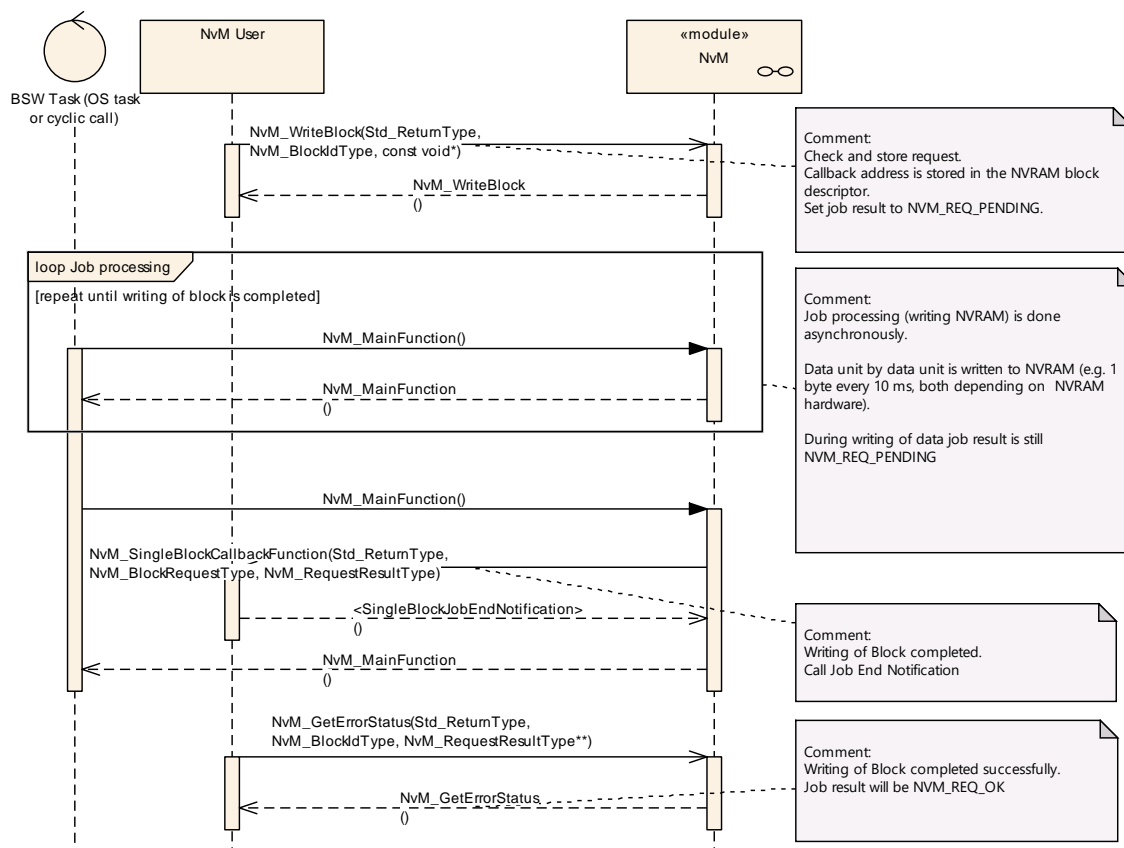 NvM User
«module»
NvM
BSW Task (OS task
or cyclic call)
NvM_WriteBlock(Std_ReturnType,
NvM_BlockIdType, const void*)
Comment:
Check and store request.
Callback address is stored in the NVRAM block
descriptor.
Set job result to NVM_REQ_PENDING.
NvM_WriteBlock
()
loop Job processing
[repeat until writing of block is completed]
Comment:
Job processing (writing NVRAM) is done
asynchronously.
Data unit by data unit is written to NVRAM (e.g. 1
byte every 10 ms, both depending on NVRAM
hardware).
During writing of data job result is still
NVM_REQ_PENDING
NvM_MainFunction()
NvM_MainFunction
()
NvM_MainFunction()
NvM_SingleBlockCallbackFunction(Std_ReturnType,
NvM_BlockRequestType, NvM_RequestResultType)
<SingleBlockJobEndNotification>
()
Comment:
Writing of Block completed.
Call Job End Notification
NvM_MainFunction
()
NvM_GetErrorStatus(Std_ReturnType,
NvM_BlockIdType, NvM_RequestResultType**)
Comment:
Writing of Block completed successfully.
Job result will be NVM_REQ_OK
NvM_GetErrorStatus
()